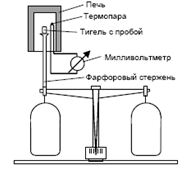 Печь
Термопара
Тигель с пробой
Милливольтметр
Фарфоровый стержень